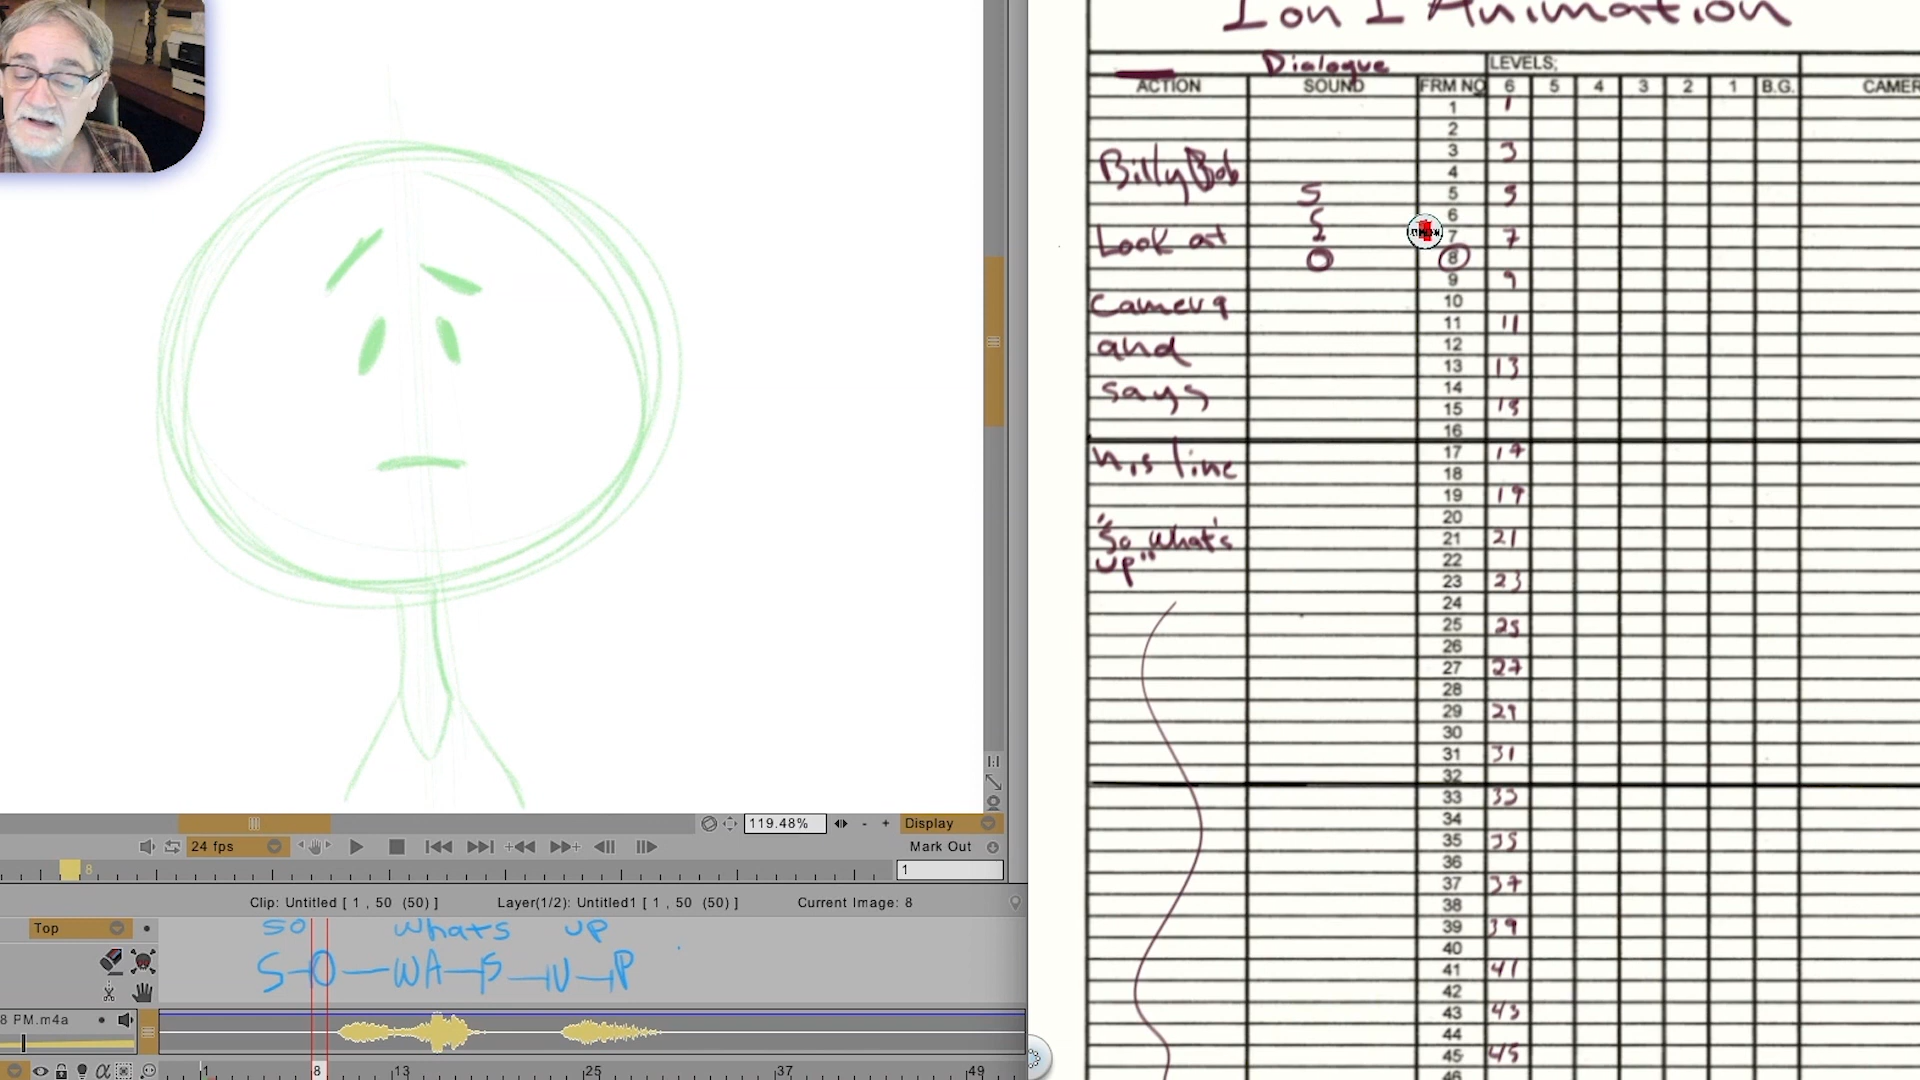 1 on 1 Animation
Dialogue
LEVELS;
ACTION SOUND FRM NO 6 5 4 3 2 1 B.G. CAMER
1 1
2
3 3
Billy Bob
4
S 5 5
S 6
Look at 7 7
O 8
9 9
Camera 10
11 11
and 12
13 13
says 14
15 15
16
his line 17 17
18
19 19
20
"So what's 21 21
up" 22
23 23
24
25 25
26
27 27
28
29 29
30
31 31
32
33 33
34
35 35
36
37 37
38
39 39
40
41 41
42
43 43
44
45 45
46
119.48% - + Display
24 fps Mark Out
8 1
Clip: Untitled [ 1 , 50 (50) ] Layer(1/2): Untitled1 [ 1 , 50 (50) ] Current Image: 8
Top
so whats up
S-O-WA-S-U-P
8 PM.m4a
1 8 13 25 37 49
1:1